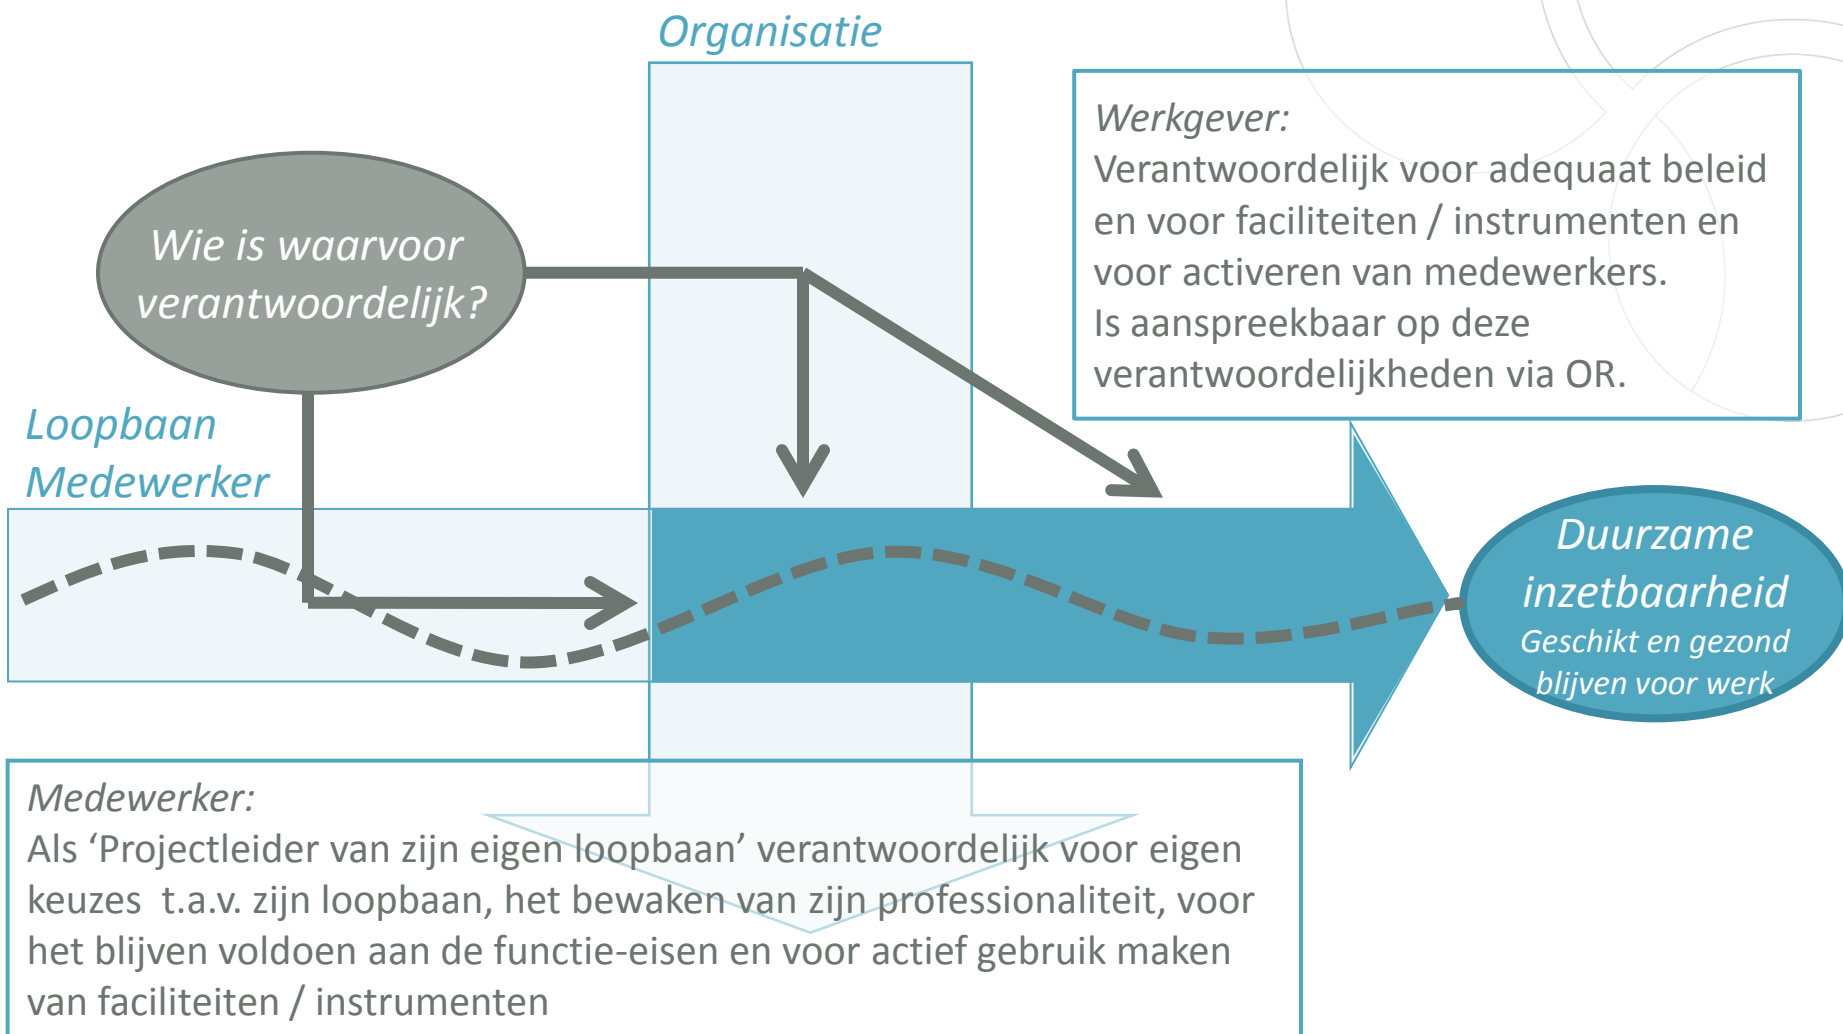 Organisatie
Werkgever:
Verantwoordelijk voor adequaat beleid
en voor faciliteiten / instrumenten en
voor activeren van medewerkers.
Is aanspreekbaar op deze
verantwoordelijkheden via OR.
Wie is waarvoor
verantwoordelijk?
Loopbaan
Medewerker
Duurzame
inzetbaarheid
Geschikt en gezond
blijven voor werk
Medewerker:
Als ‘Projectleider van zijn eigen loopbaan’ verantwoordelijk voor eigen
keuzes  t.a.v. zijn loopbaan, het bewaken van zijn professionaliteit, voor
het blijven voldoen aan de functie-eisen en voor actief gebruik maken
van faciliteiten / instrumenten